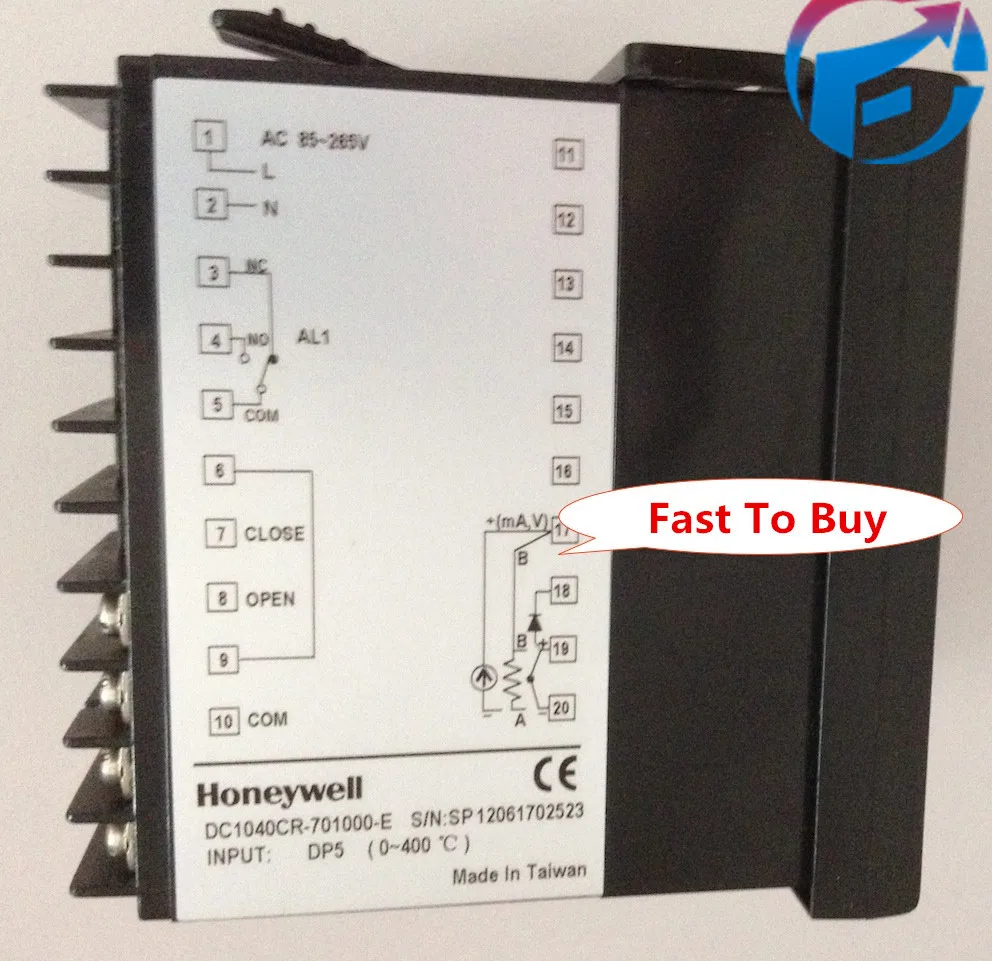 1 AC 85~265V 11
L
2 N 12
3 NC 13
4 NO AL1 14
5 COM 15
6 16
+(mA,V) 17
Fast To Buy
7 CLOSE
B
8 OPEN 18
B + 19
9
10 COM - A - 20
Honeywell CE
DC1040CR-701000-E S/N:SP12061702523
INPUT: DP5 (0~400 ℃)
Made In Taiwan